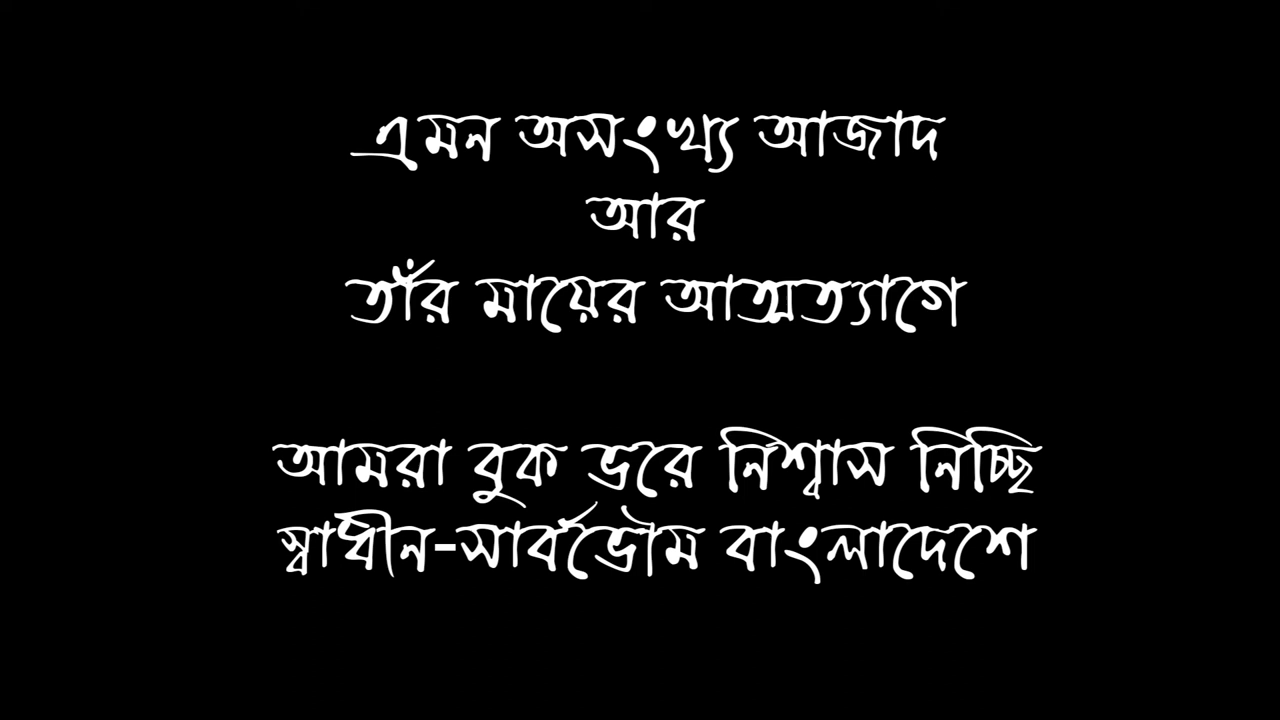 এমন অসংখ্য আজাদ
আর
তাঁর মায়ের আত্মত্যাগে
আমরা বুক ভরে নিশ্বাস নিচ্ছি
স্বাধীন-সার্বভৌম বাংলাদেশে